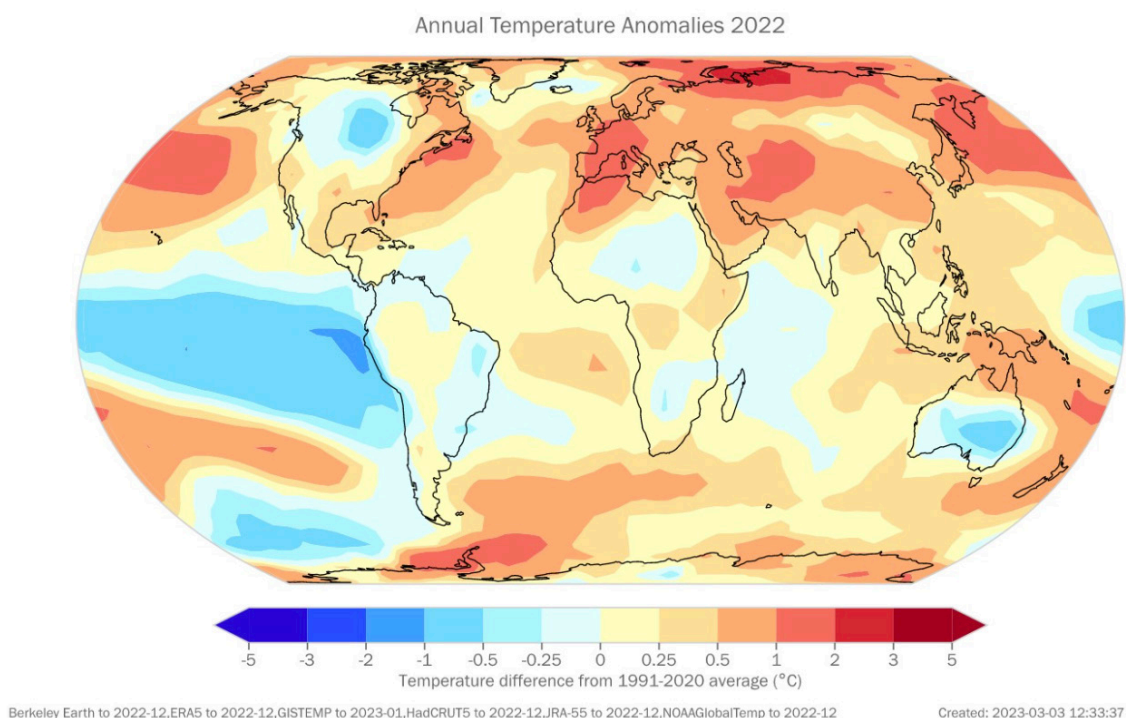 Annual Temperature Anomalies 2022
-5 -3 -2 -1 -0.5 -0.25 0 0.25 0.5 1 2 3 5
Temperature difference from 1991-2020 average (°C)
Berkeley Earth to 2022-12,ERA5 to 2022-12,GISTEMP to 2023-01,HadCRUT5 to 2022-12,JRA-55 to 2022-12,NOAAGlobalTemp to 2022-12 Created: 2023-03-03 12:33:37